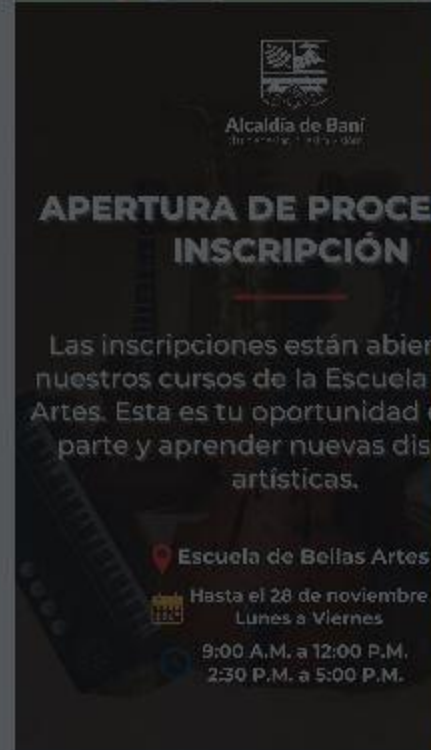 Alcaldía de Baní
APERTURA DE PROCE
INSCRIPCIÓN
Las inscripciones están abier
nuestros cursos de la Escuela
Artes. Esta es tu oportunidad
parte y aprender nuevas dis
artísticas.
Escuela de Bellas Artes
Hasta el 28 de noviembre
Lunes a Viernes
9:00 A.M. a 12:00 P.M.
2:30 P.M. a 5:00 P.M.